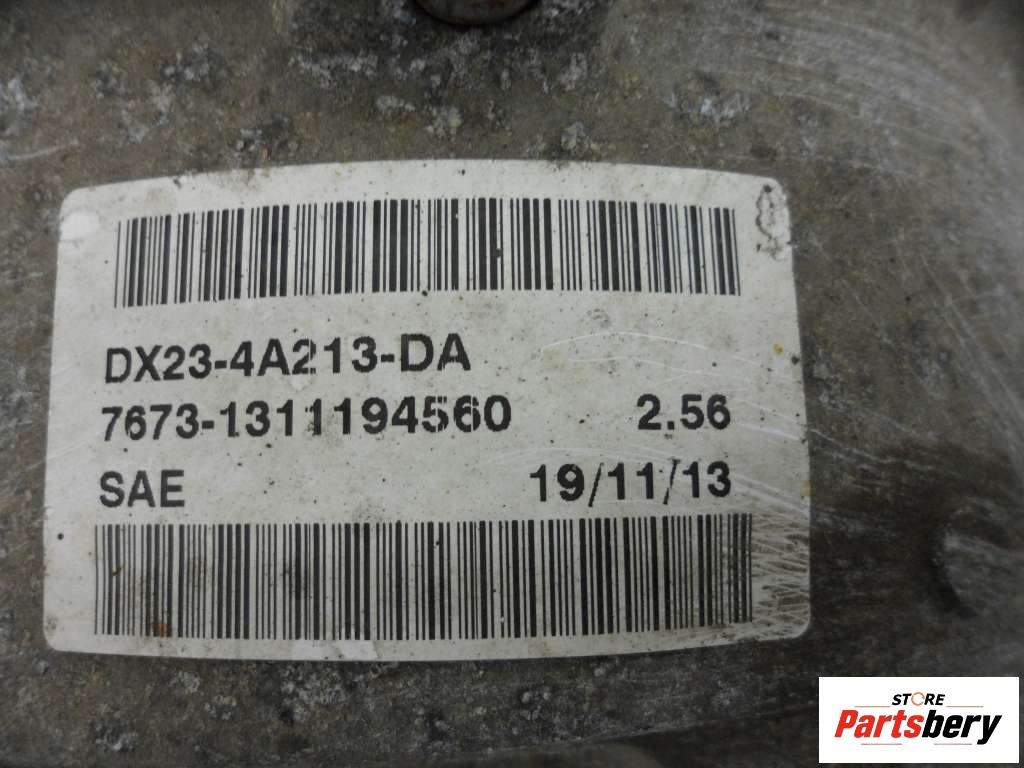 DX23-4A213-DA
7673-1311194560 2.56
SAE 19/11/13
STORE
Partsbery